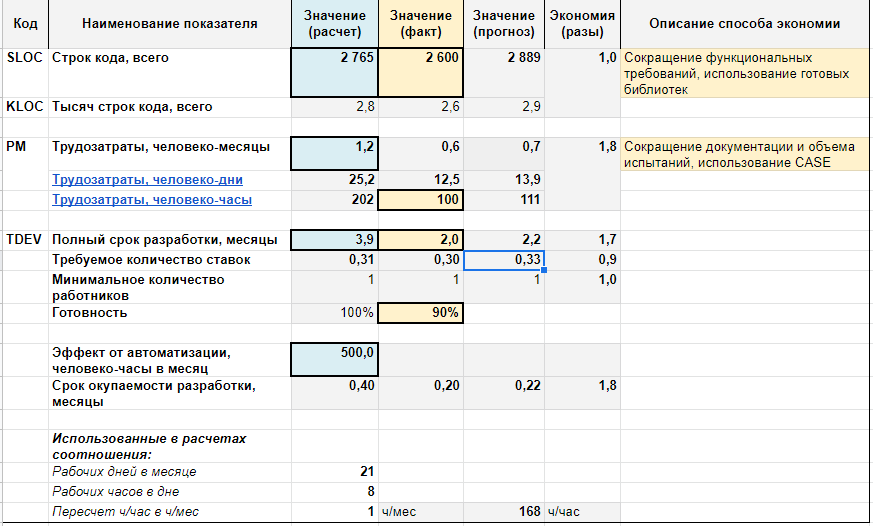 Код Наименование показателя Значение (расчет) Значение (факт) Значение (прогноз) Экономия (разы) Описание способа экономии
SLOC Строк кода, всего 2 765 2 600 2 889 1,0 Сокращение функциональных
требований, использование готовых
библиотек
KLOC Тысяч строк кода, всего 2,8 2,6 2,9
PM Трудозатраты, человеко-месяцы 1,2 0,6 0,7 1,8 Сокращение документации и объема
испытаний, использование CASE
Трудозатраты, человеко-дни 25,2 12,5 13,9
Трудозатраты, человеко-часы 202 100 111
TDEV Полный срок разработки, месяцы 3,9 2,0 2,2 1,7
Требуемое количество ставок 0,31 0,30 0,33 0,9
Минимальное количество
работников 1 1 1 1,0
Готовность 100% 90%
Эффект от автоматизации,
человеко-часы в месяц 500,0
Срок окупаемости разработки,
месяцы 0,40 0,20 0,22 1,8
Использованные в расчетах
соотношения:
Рабочих дней в месяце 21
Рабочих часов в дне 8
Пересчет ч/час в ч/мес 1 ч/мес 168 ч/час